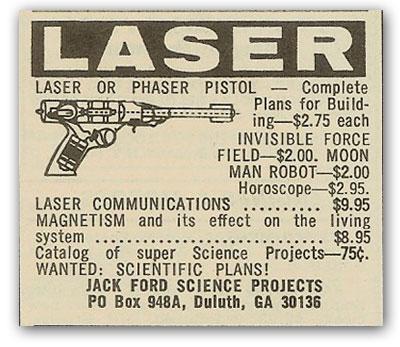 LASER
LASER OR PHASER PISTOL — Complete
Plans for Build-
ing—$2.75 each
INVISIBLE FORCE
FIELD—$2.00. MOON
MAN ROBOT—$2.00
Horoscope—$2.95.
LASER COMMUNICATIONS .......... $9.95
MAGNETISM and its effect on the living
system .............................. $8.95
Catalog of super Science Projects—75¢.
WANTED: SCIENTIFIC PLANS!
JACK FORD SCIENCE PROJECTS
PO Box 948A, Duluth, GA 30136